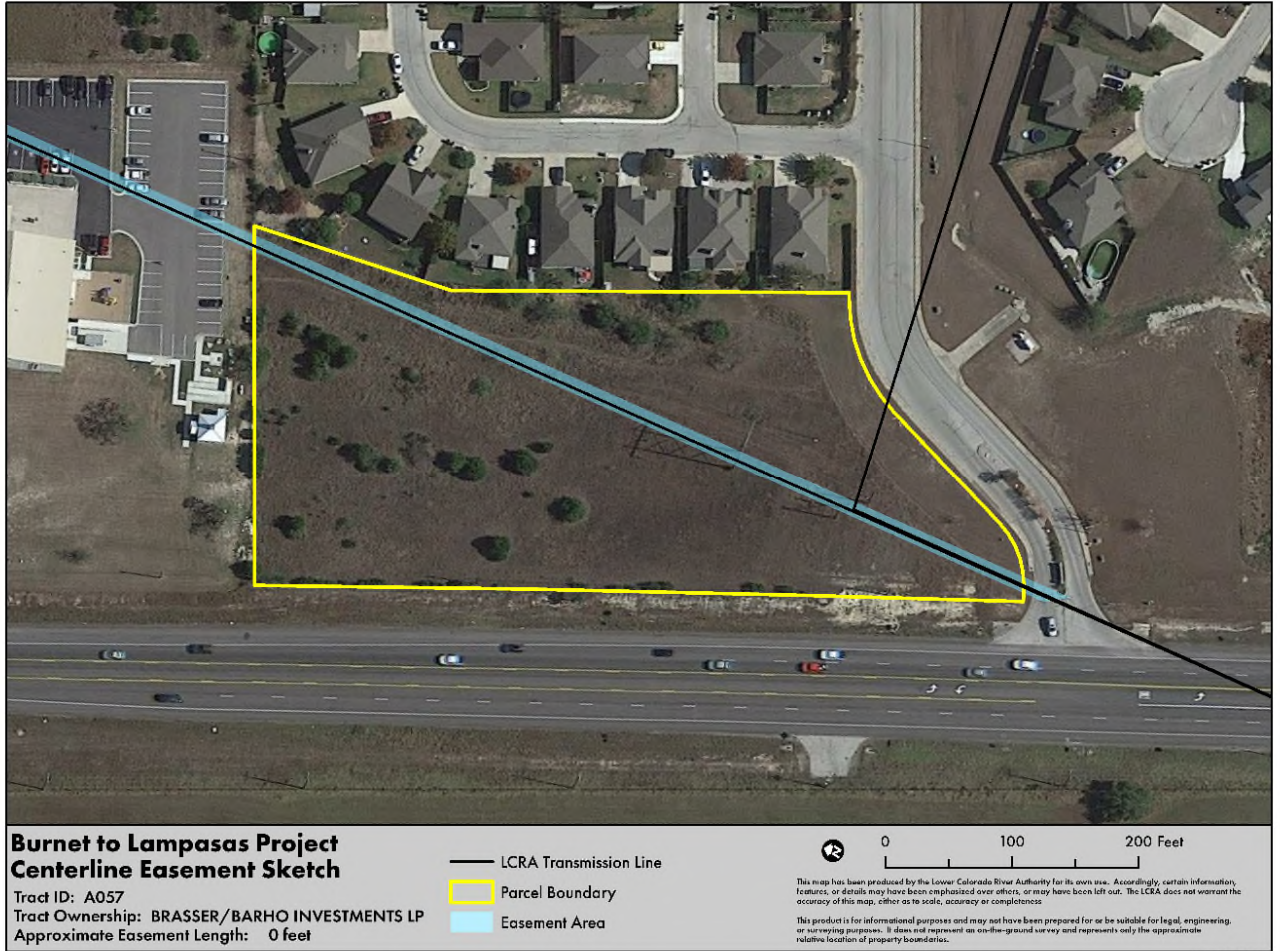 Burnet to Lampasas Project
Centerline Easement Sketch
Tract ID: A057
Tract Ownership: BRASSER/BARHO INVESTMENTS LP
Approximate Easement Length: 0 feet
LCRA Transmission Line
Parcel Boundary
Easement Area
N
0 100 200 Feet
This map has been produced by the Lower Colorado River Authority for its own use. Accordingly, certain information,
features, or details may have been emphasized over others, or may have been left out. The LCRA does not warrant the
accuracy of this map, either as to scale, accuracy or completeness
This product is for informational purposes and may not have been prepared for or be suitable for legal, engineering,
or surveying purposes. It does not represent an on-the-ground survey and represents only the approximate
relative location of property boundaries.